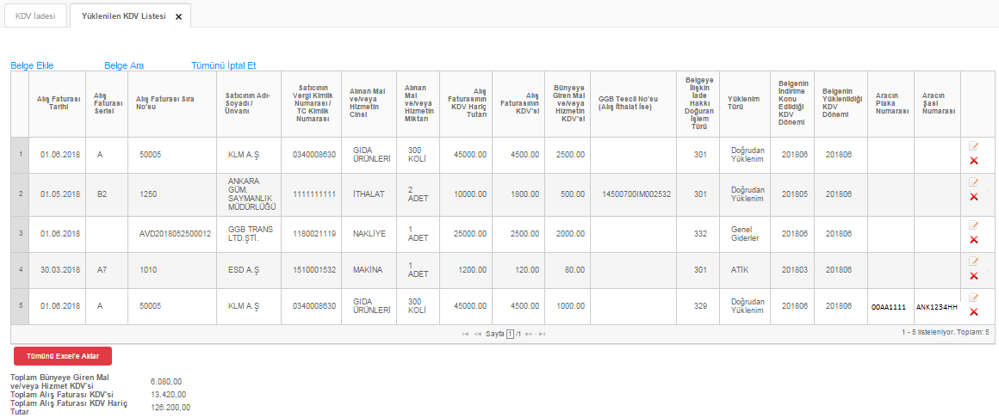 KDV İadesi
Yüklenilen KDV Listesi
Belge Ekle Belge Ara Tümünü İptal Et
Alış Faturası Tarihi
Alış Faturası Serisi
Alış Faturası Sıra No'su
Satıcının Adı-Soyadı / Ünvanı
Satıcının Vergi Kimlik Numarası / TC Kimlik Numarası
Alınan Mal ve/veya Hizmetin Cinsi
Alınan Mal ve/veya Hizmetin Miktarı
Alış Faturasının KDV Hariç Tutarı
Alış Faturasının KDV'si
Bünyeye Giren Mal ve/veya Hizmetin KDV'si
GGB Tescil No'su (Alış İthalat İse)
Belgeye İlişkin İade Hakkı Doğuran İşlem Türü
Yüklenim Türü
Belgenin İndirime Konu Edildiği KDV Dönemi
Belgenin Yüklenildiği KDV Dönemi
Aracın Plaka Numarası
Aracın Şasi Numarası
1 01.06.2018 A 50005 KLM A.Ş 0340008630 GIDA ÜRÜNLERİ 300 KOLİ 45000.00 4500.00 2500.00 301 Doğrudan Yüklenim 201806 201806
2 01.05.2018 B2 1250 ANKARA GÜM. SAYMANLIK MÜDÜRLÜĞÜ 1111111111 İTHALAT 2 ADET 10000.00 1800.00 500.00 14500700IM002532 301 Doğrudan Yüklenim 201805 201806
3 01.06.2018 AVD2018052500012 GGB TRANS LTD.ŞTİ. 1180021119 NAKLİYE 1 ADET 25000.00 2500.00 2000.00 332 Genel Giderler 201806 201806
4 30.03.2018 A7 1010 ESD A.Ş 1510001532 MAKİNA 1 ADET 1200.00 120.00 80.00 301 ATİK 201803 201806
5 01.06.2018 A 50005 KLM A.Ş 0340008630 GIDA ÜRÜNLERİ 300 KOLİ 45000.00 4500.00 1000.00 329 Doğrudan Yüklenim 201806 201806 00AA1111 ANK1234HH
Sayfa 1 /1
1 - 5 listeleniyor. Toplam: 5
Tümünü Excel'e Aktar
Toplam Bünyeye Giren Mal ve/veya Hizmet KDV'si 6.080,00
Toplam Alış Faturası KDV'si 13.420,00
Toplam Alış Faturası KDV Hariç Tutar 126.200,00